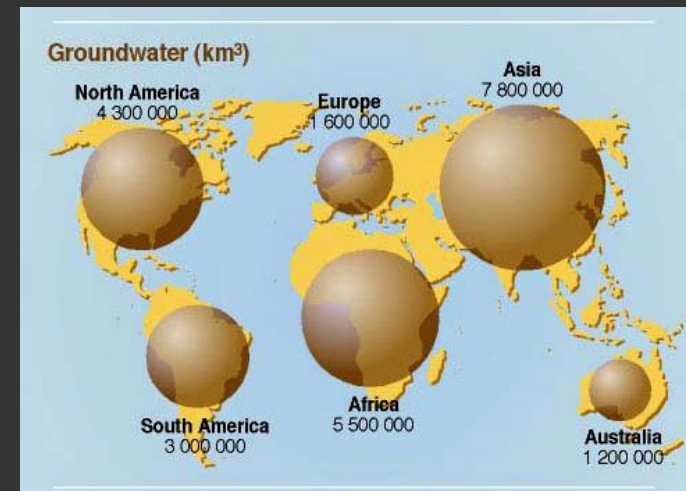 Groundwater (km³)
North America
4 300 000
Europe
1 600 000
Asia
7 800 000
South America
3 000 000
Africa
5 500 000
Australia
1 200 000